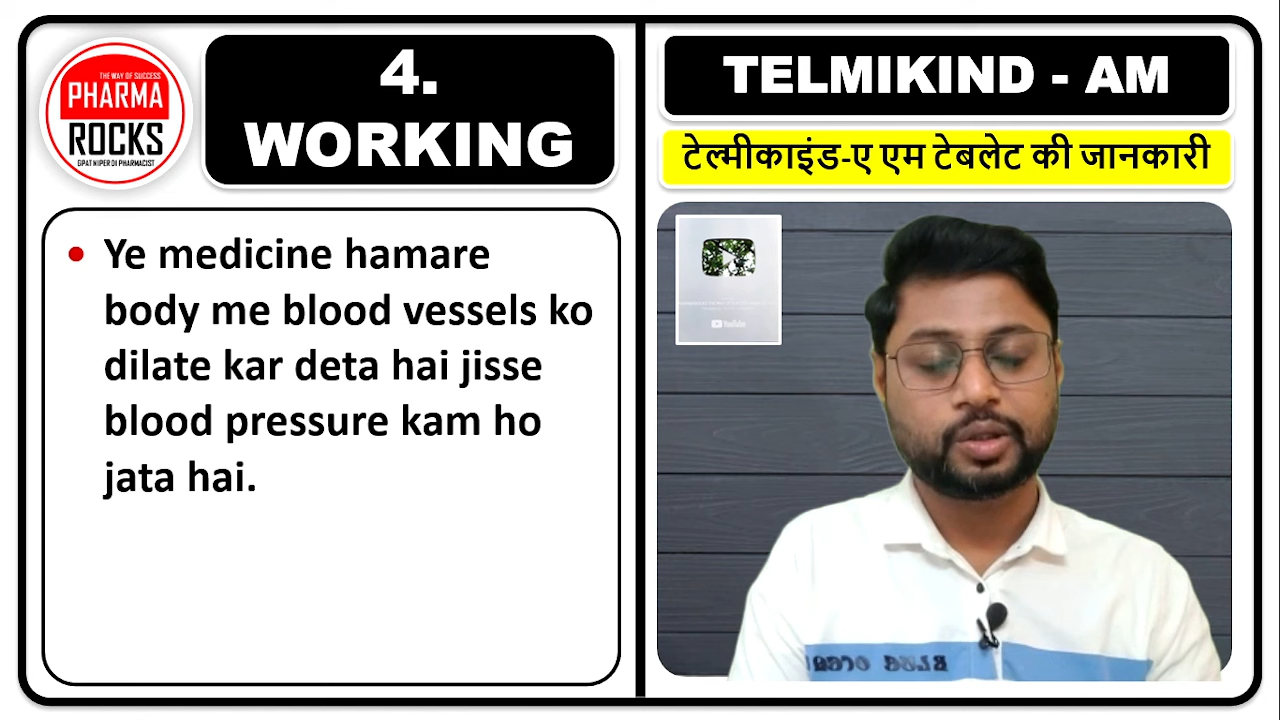 THE WAY OF SUCCESS
PHARMA
ROCKS
GPAT NIPER DI PHARMACIST
4.
WORKING
• Ye medicine hamare
body me blood vessels ko
dilate kar deta hai jisse
blood pressure kam ho
jata hai.
TELMIKIND - AM
टेल्मीकाइंड-ए एम टेबलेट की जानकारी
YouTube